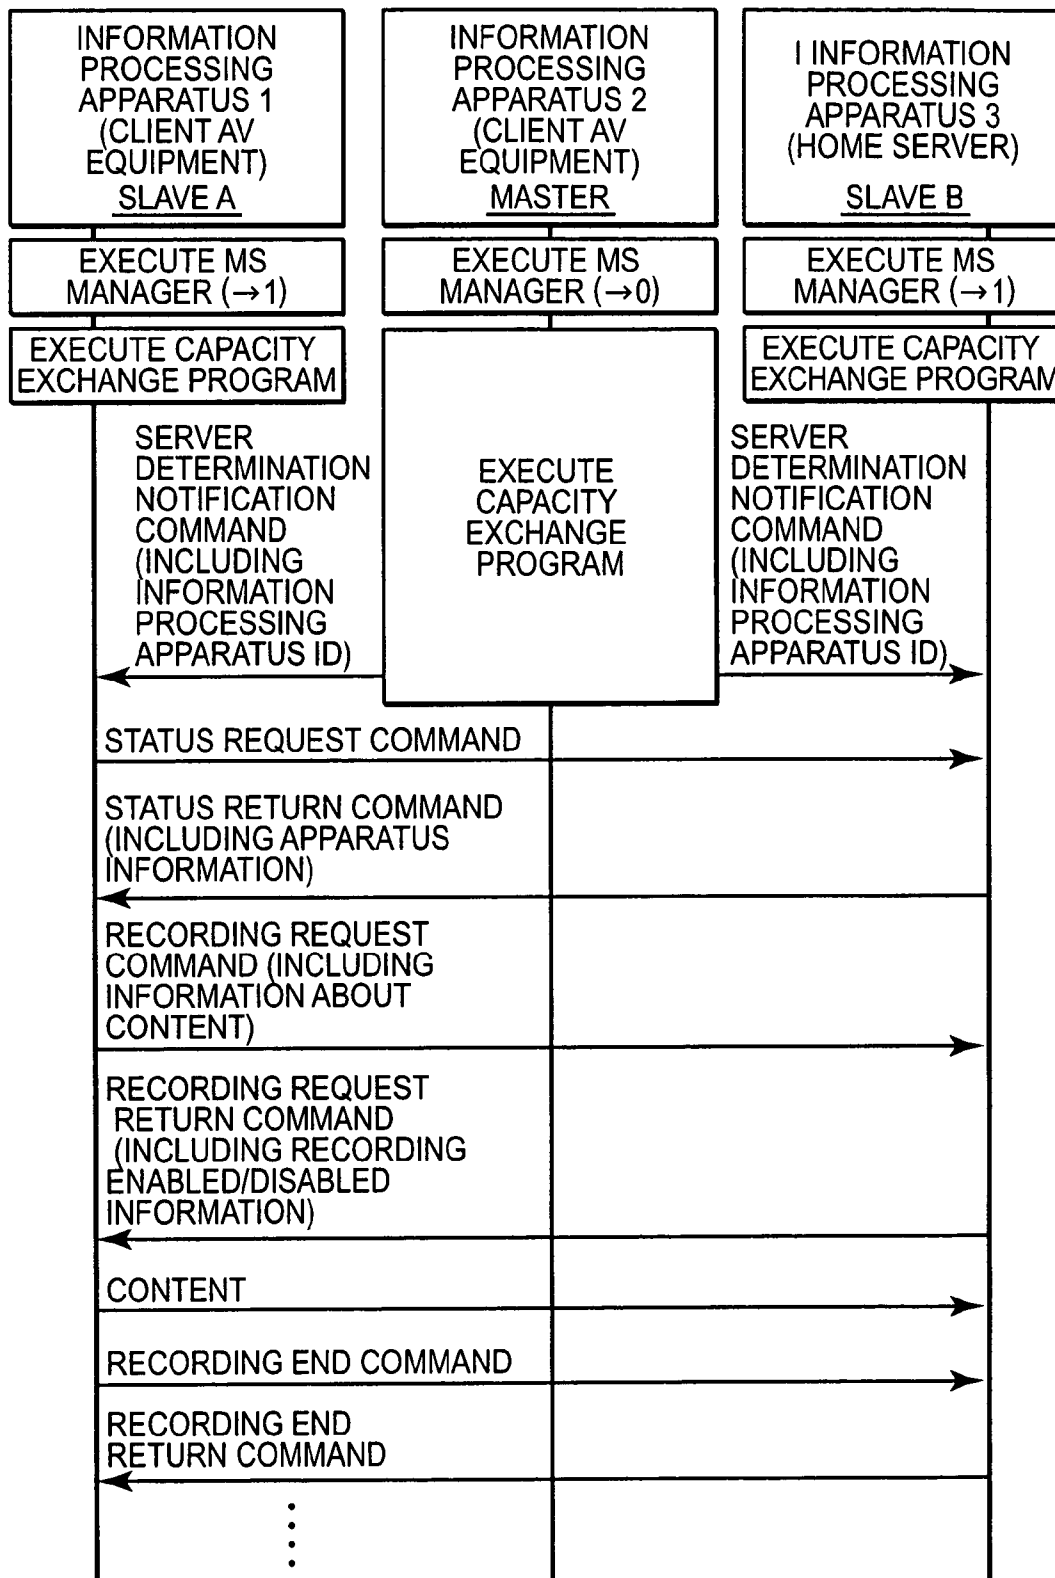 INFORMATION
PROCESSING
APPARATUS 1
(CLIENT AV
EQUIPMENT)
SLAVE A
INFORMATION
PROCESSING
APPARATUS 2
(CLIENT AV
EQUIPMENT)
MASTER
I INFORMATION
PROCESSING
APPARATUS 3
(HOME SERVER)
SLAVE B
EXECUTE MS
MANAGER (→1)
EXECUTE MS
MANAGER (→0)
EXECUTE MS
MANAGER (→1)
EXECUTE CAPACITY
EXCHANGE PROGRAM
EXECUTE
CAPACITY
EXCHANGE
PROGRAM
EXECUTE CAPACITY
EXCHANGE PROGRAM
SERVER
DETERMINATION
NOTIFICATION
COMMAND
(INCLUDING
INFORMATION
PROCESSING
APPARATUS ID)
SERVER
DETERMINATION
NOTIFICATION
COMMAND
(INCLUDING
INFORMATION
PROCESSING
APPARATUS ID)
STATUS REQUEST COMMAND
STATUS RETURN COMMAND
(INCLUDING APPARATUS
INFORMATION)
RECORDING REQUEST
COMMAND (INCLUDING
INFORMATION ABOUT
CONTENT)
RECORDING REQUEST
RETURN COMMAND
(INCLUDING RECORDING
ENABLED/DISABLED
INFORMATION)
CONTENT
RECORDING END COMMAND
RECORDING END
RETURN COMMAND